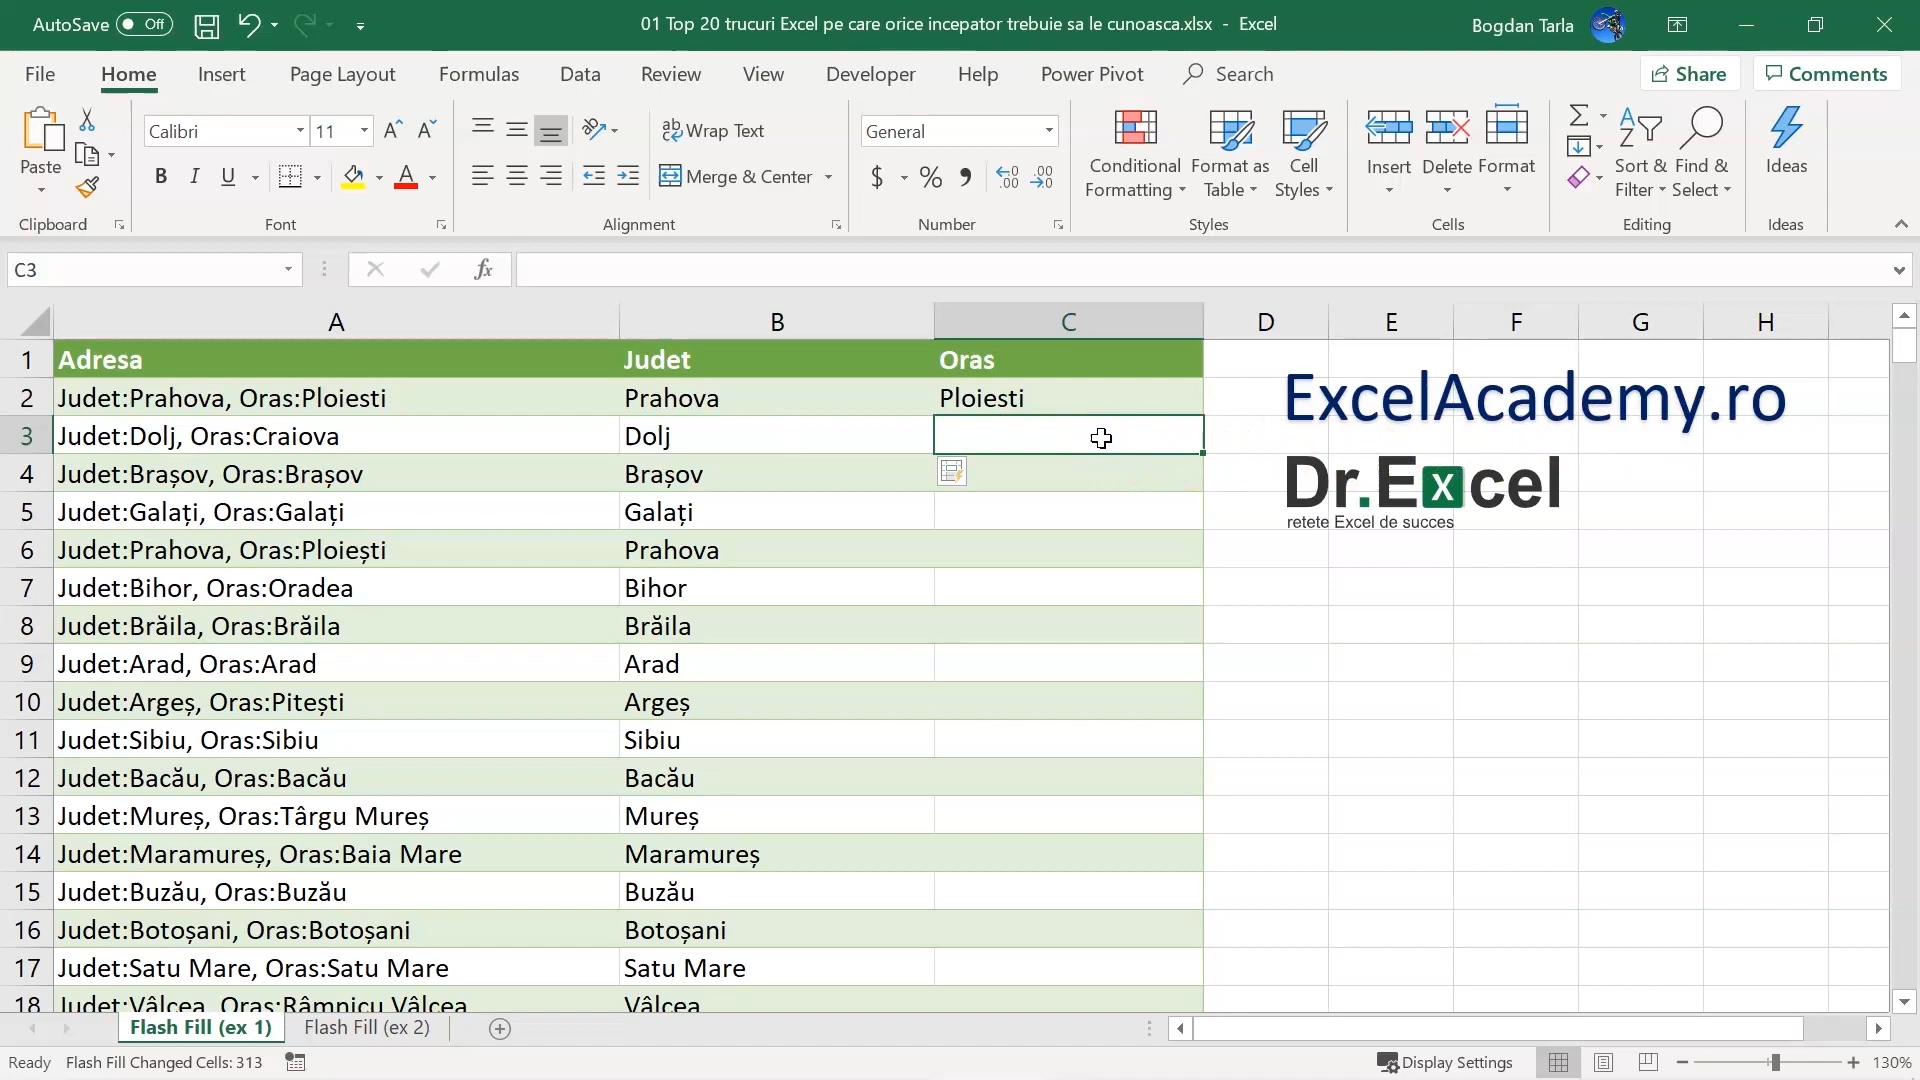 AutoSave Off
01 Top 20 trucuri Excel pe care orice incepator trebuie sa le cunoasca.xlsx - Excel
Bogdan Tarla
File Home Insert Page Layout Formulas Data Review View Developer Help Power Pivot Search Share Comments
Paste
Clipboard
Calibri 11
B I U
Font
Wrap Text
Merge & Center
Alignment
General
$ % 9
Number
Conditional Formatting
Format as Table
Cell Styles
Styles
Insert Delete Format
Cells
Sort & Filter
Find & Select
Editing
Ideas
Ideas
C3
fx
A B C D E F G H
1 Adresa Judet Oras
2 Judet:Prahova, Oras:Ploiesti Prahova Ploiesti
3 Judet:Dolj, Oras:Craiova Dolj
4 Judet:Brașov, Oras:Brașov Brașov
5 Judet:Galați, Oras:Galați Galați
6 Judet:Prahova, Oras:Ploiești Prahova
7 Judet:Bihor, Oras:Oradea Bihor
8 Judet:Brăila, Oras:Brăila Brăila
9 Judet:Arad, Oras:Arad Arad
10 Judet:Argeș, Oras:Pitești Argeș
11 Judet:Sibiu, Oras:Sibiu Sibiu
12 Judet:Bacău, Oras:Bacău Bacău
13 Judet:Mureș, Oras:Târgu Mureș Mureș
14 Judet:Maramureș, Oras:Baia Mare Maramureș
15 Judet:Buzău, Oras:Buzău Buzău
16 Judet:Botoșani, Oras:Botoșani Botoșani
17 Judet:Satu Mare, Oras:Satu Mare Satu Mare
18 Judet:Vâlcea, Oras:Râmnicu Vâlcea Vâlcea
ExcelAcademy.ro
Dr.Excel
retete Excel de succes
Flash Fill (ex 1) Flash Fill (ex 2)
Ready Flash Fill Changed Cells: 313 Display Settings 130%